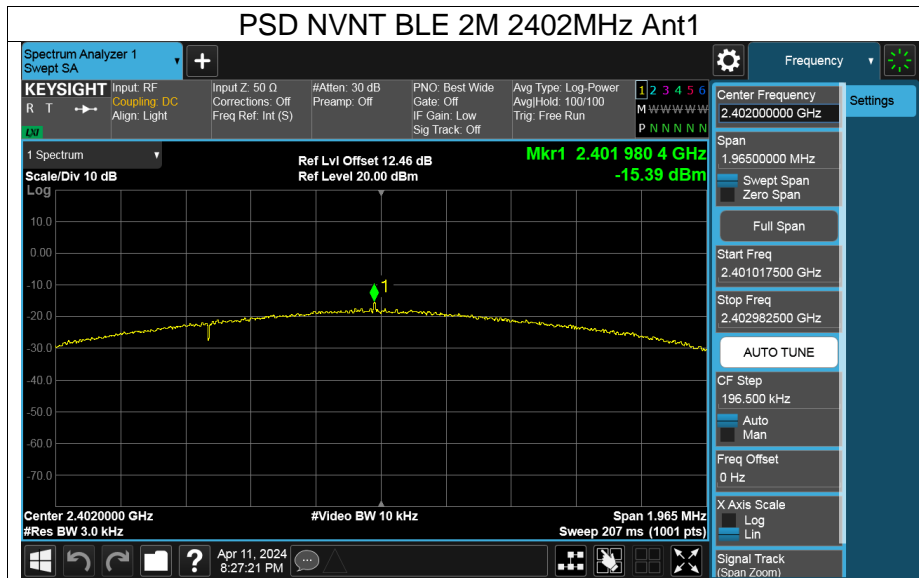 PSD NVNT BLE 2M 2402MHz Ant1
Spectrum Analyzer 1
Swept SA
+
Frequency
KEYSIGHT
R T
LXI
Input: RF
Coupling: DC
Align: Light
Input Z: 50 Ω
Corrections: Off
Freq Ref: Int (S)
#Atten: 30 dB
Preamp: Off
PNO: Best Wide
Gate: Off
IF Gain: Low
Sig Track: Off
Avg Type: Log-Power
Avg|Hold: 100/100
Trig: Free Run
1 2 3 4 5 6
M W W W W W
P N N N N N
1 Spectrum
Scale/Div 10 dB
Ref Lvl Offset 12.46 dB
Ref Level 20.00 dBm
Mkr1 2.401 980 4 GHz
-15.39 dBm
Log
10.0
0.00
-10.0
-20.0
-30.0
-40.0
-50.0
-60.0
-70.0
1
Center 2.4020000 GHz
#Res BW 3.0 kHz
#Video BW 10 kHz
Span 1.965 MHz
Sweep 207 ms (1001 pts)
?
Apr 11, 2024
8:27:21 PM
Center Frequency
2.402000000 GHz
Settings
Span
1.96500000 MHz
Swept Span
Zero Span
Full Span
Start Freq
2.401017500 GHz
Stop Freq
2.402982500 GHz
AUTO TUNE
CF Step
196.500 kHz
Auto
Man
Freq Offset
0 Hz
X Axis Scale
Log
Lin
Signal Track
(Span Zoom)